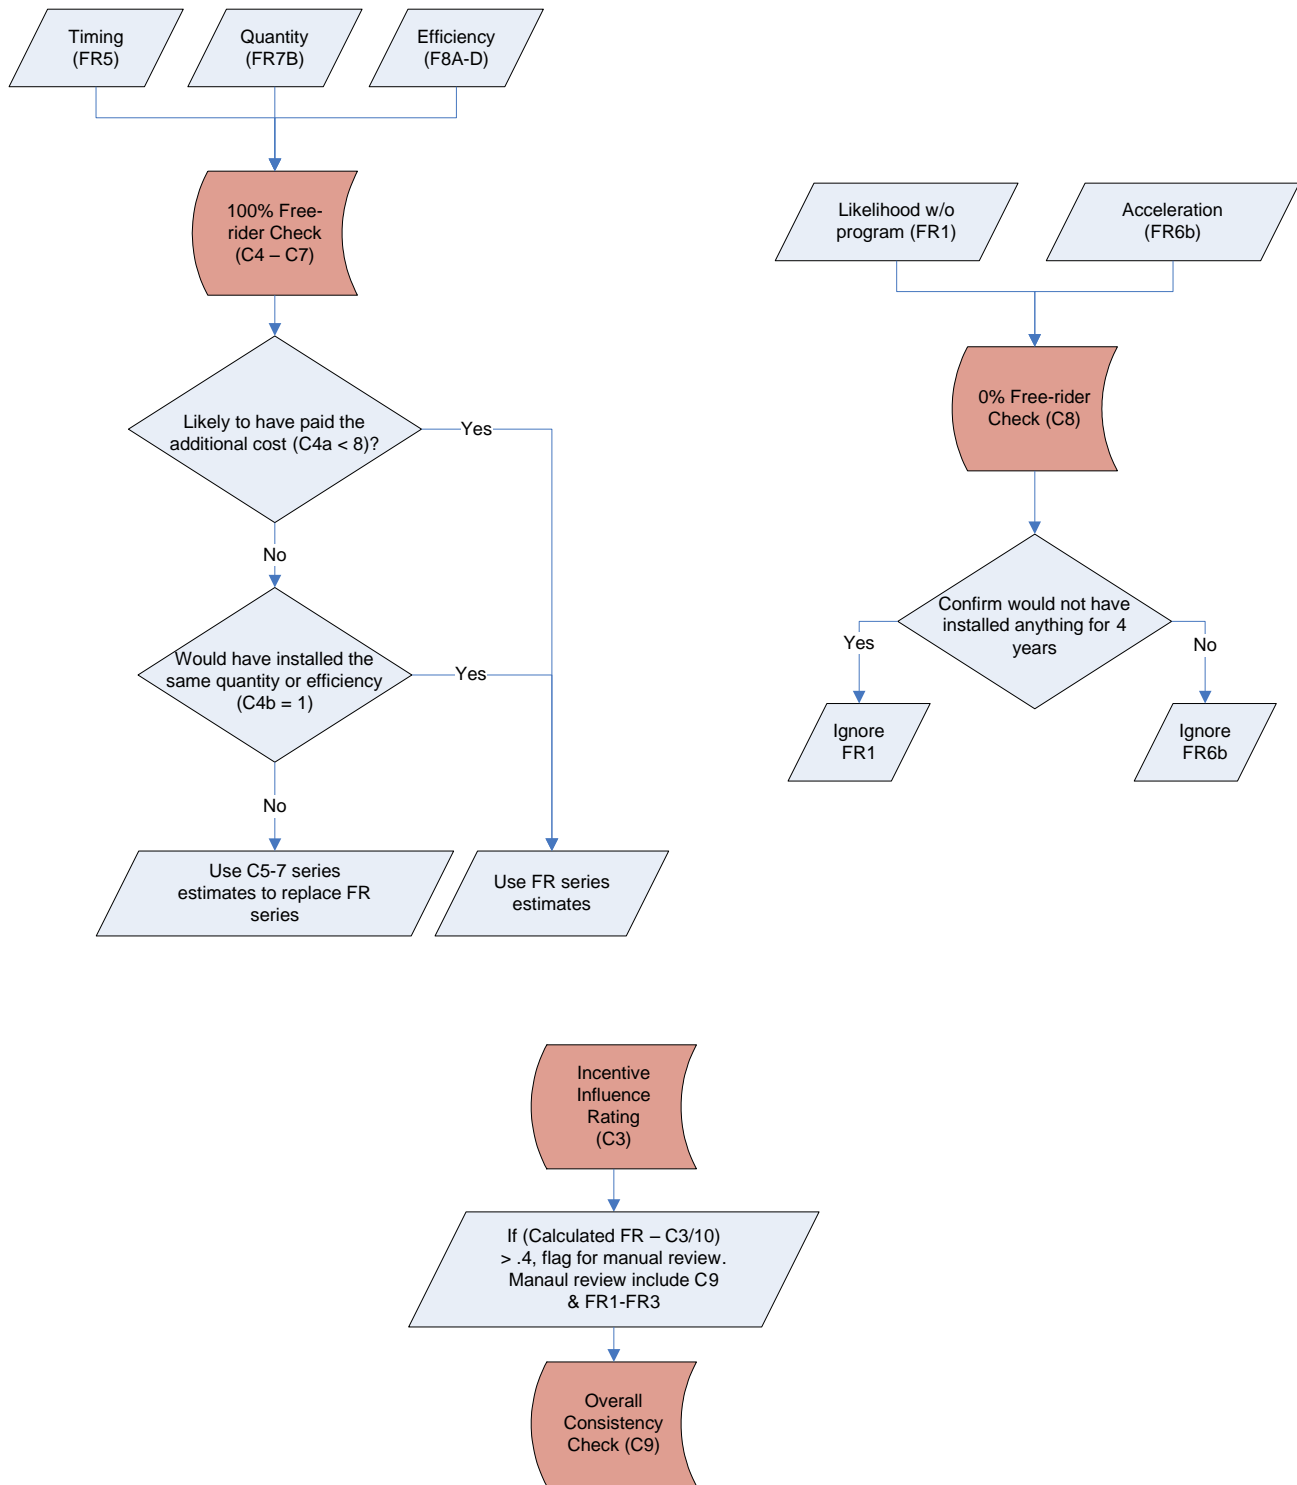 Timing
(FR5)
Quantity
(FR7B)
Efficiency
(F8A-D)
100% Free-
rider Check
(C4 – C7)
Likely to have paid the
additional cost (C4a < 8)?
Yes
No
Would have installed the
same quantity or efficiency
(C4b = 1)
Yes
No
Use C5-7 series
estimates to replace FR
series
Use FR series
estimates
Likelihood w/o
program (FR1)
Acceleration
(FR6b)
0% Free-rider
Check (C8)
Confirm would not have
installed anything for 4
years
Yes
No
Ignore
FR1
Ignore
FR6b
Incentive
Influence
Rating
(C3)
If (Calculated FR – C3/10)
> .4, flag for manual review.
Manaul review include C9
& FR1-FR3
Overall
Consistency
Check (C9)